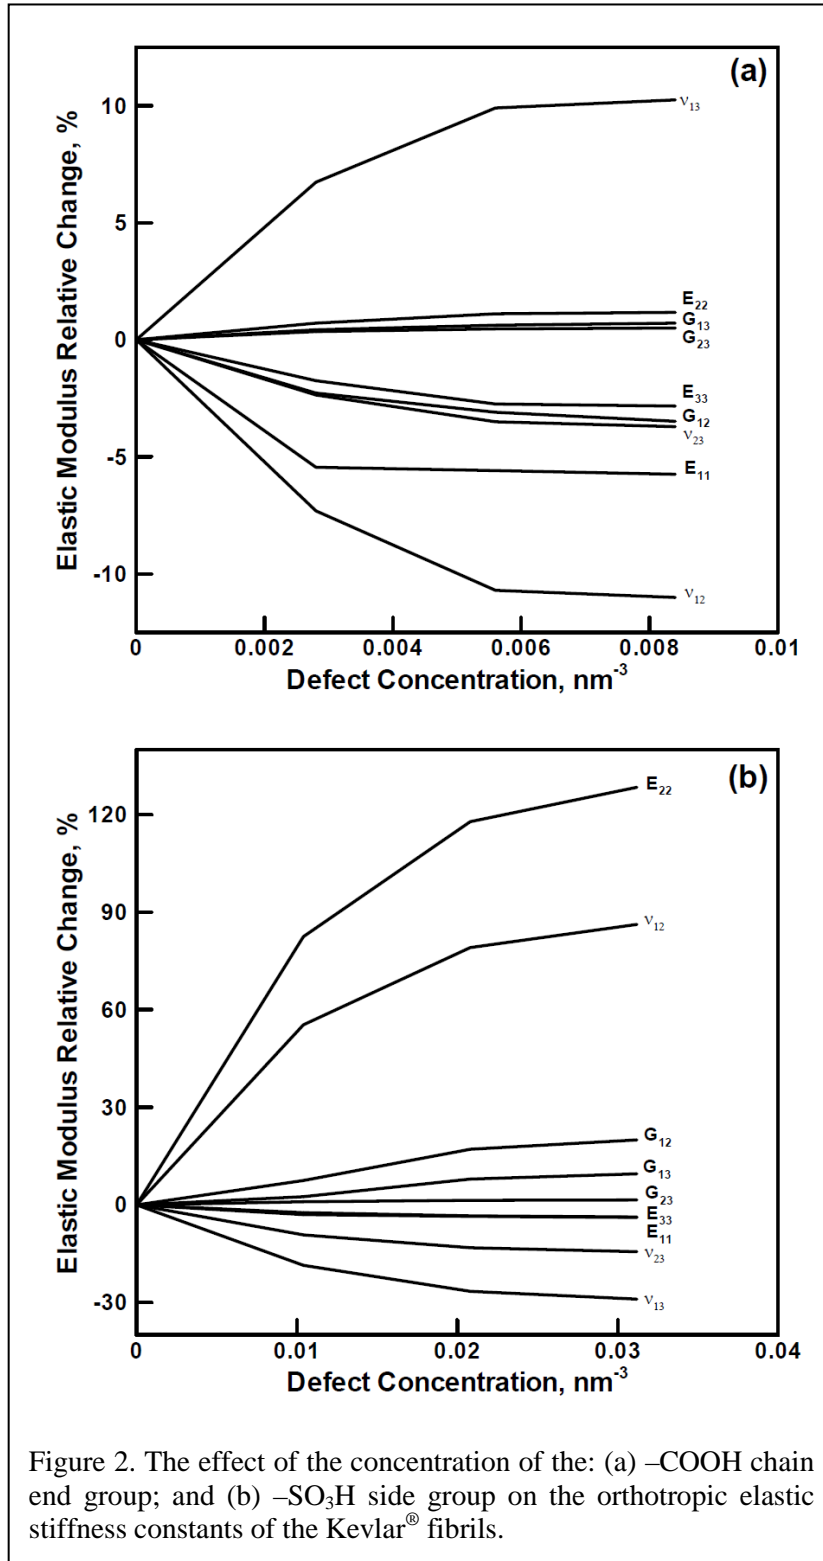 (a)
Elastic Modulus Relative Change, %
10
5
0
-5
-10
ν13
E22
G13
G23
E33
G12
ν23
E11
ν12
0 0.002 0.004 0.006 0.008 0.01
Defect Concentration, nm-3
(b)
Elastic Modulus Relative Change, %
120
90
60
30
0
-30
E22
ν12
G12
G13
G23
E33
E11
ν23
ν13
0 0.01 0.02 0.03 0.04
Defect Concentration, nm-3
Figure 2. The effect of the concentration of the: (a) –COOH chain
end group; and (b) –SO3H side group on the orthotropic elastic
stiffness constants of the Kevlar® fibrils.